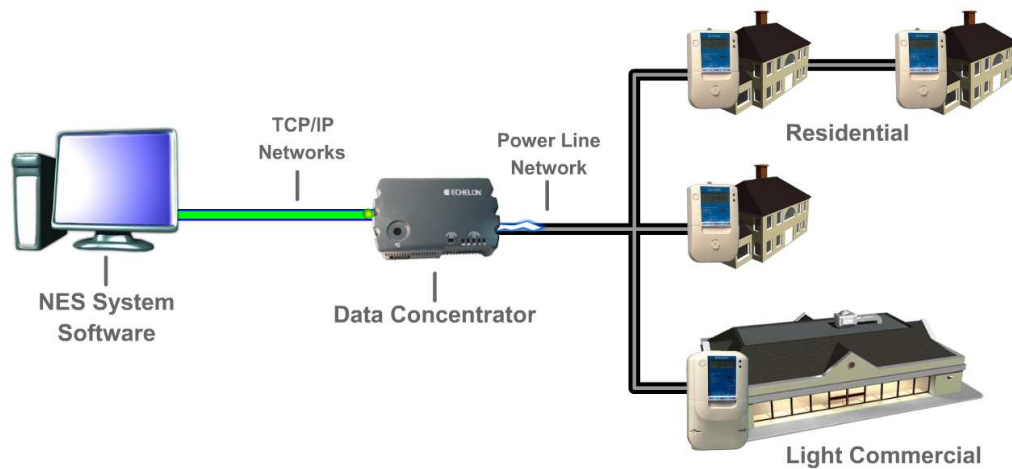 TCP/IP
Networks
Power Line
Network
ECHELON
NES System
Software
Data Concentrator
Residential
Light Commercial